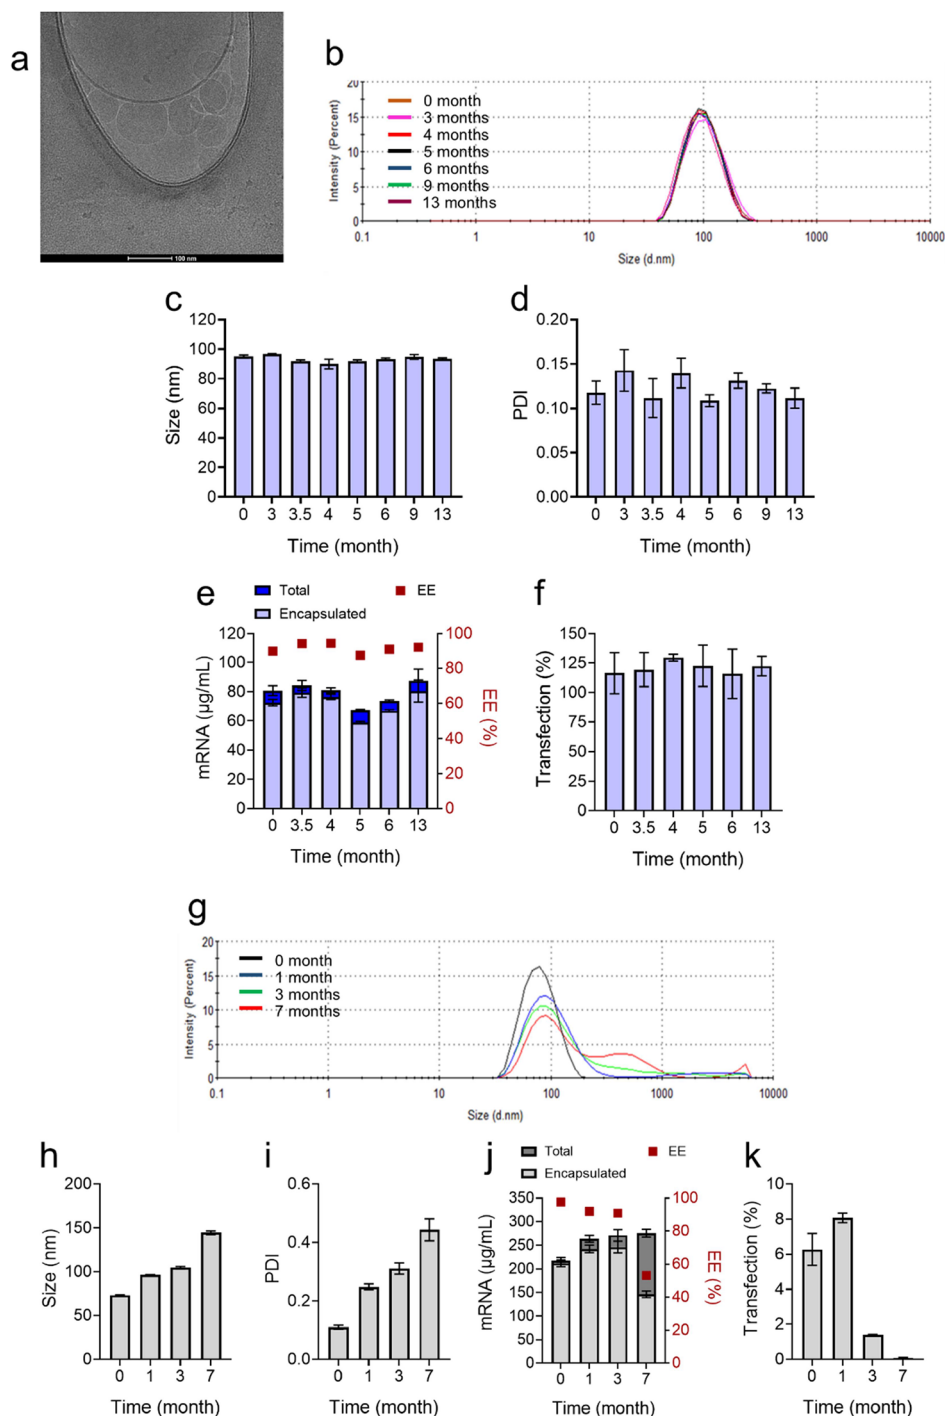 a
100 nm
b
20
15
10
5
0
Intensity (Percent)
0 month
3 months
4 months
5 months
6 months
9 months
13 months
0.1
1
10
100
1000
10000
Size (d.nm)
c
120
100
80
60
40
20
0
Size (nm)
0 3 3.5 4 5 6 9 13
Time (month)
d
0.20
0.15
0.10
0.05
0.00
PDI
0 3 3.5 4 5 6 9 13
Time (month)
e
Total
EE
Encapsulated
120
100
80
60
40
20
0
mRNA (µg/mL)
100
80
60
40
20
0
EE (%)
0 3.5 4 5 6 13
Time (month)
f
150
125
100
75
50
25
0
Transfection (%)
0 3.5 4 5 6 13
Time (month)
g
20
15
10
5
0
Intensity (Percent)
0 month
1 month
3 months
7 months
0.1
1
10
100
1000
10000
Size (d.nm)
h
200
150
100
50
0
Size (nm)
0 1 3 7
Time (month)
i
0.6
0.4
0.2
0.0
PDI
0 1 3 7
Time (month)
j
Total
EE
Encapsulated
350
300
250
200
150
100
50
0
mRNA (µg/mL)
100
80
60
40
20
0
EE (%)
0 1 3 7
Time (month)
k
10
8
6
4
2
0
Transfection (%)
0 1 3 7
Time (month)